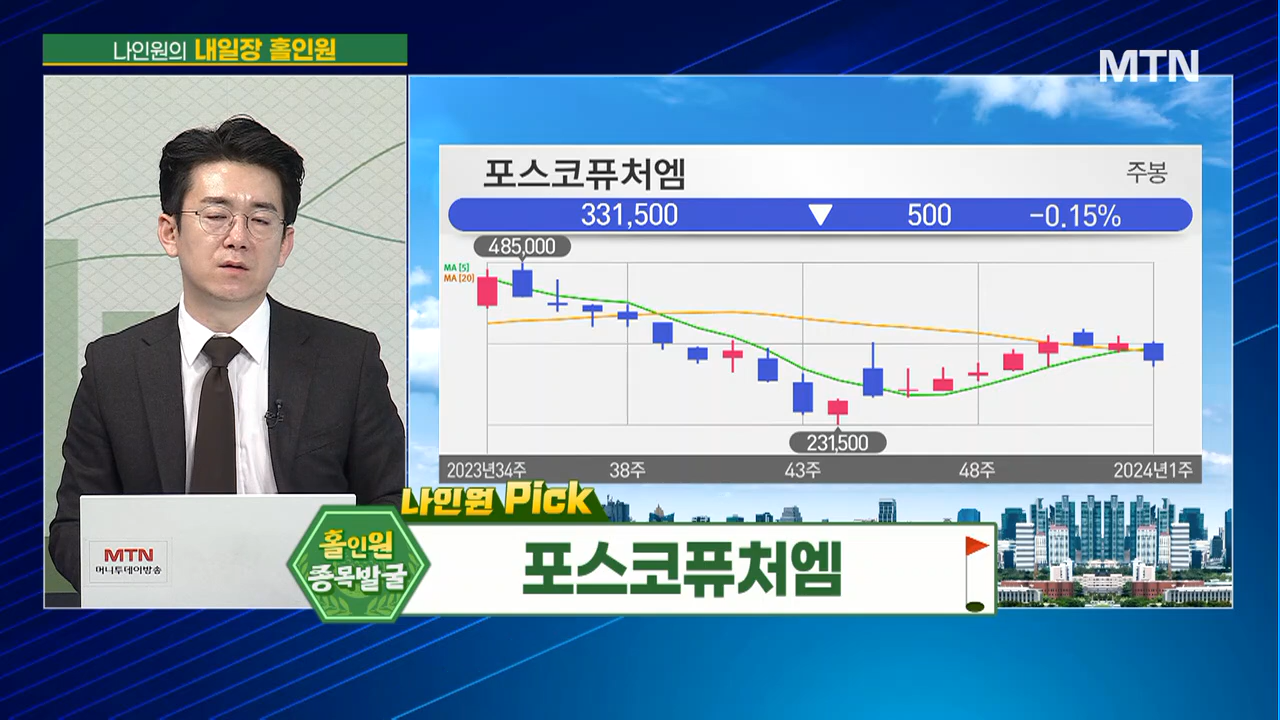 나인원의 내일장 홀인원
MTN
포스코퓨처엠
주봉
331,500 ▼ 500 -0.15%
485,000
MA [5]
MA [20]
231,500
2023년34주 38주 43주 48주 2024년1주
나인원 Pick
홀인원
종목발굴
포스코퓨처엠
MTN
머니투데이방송